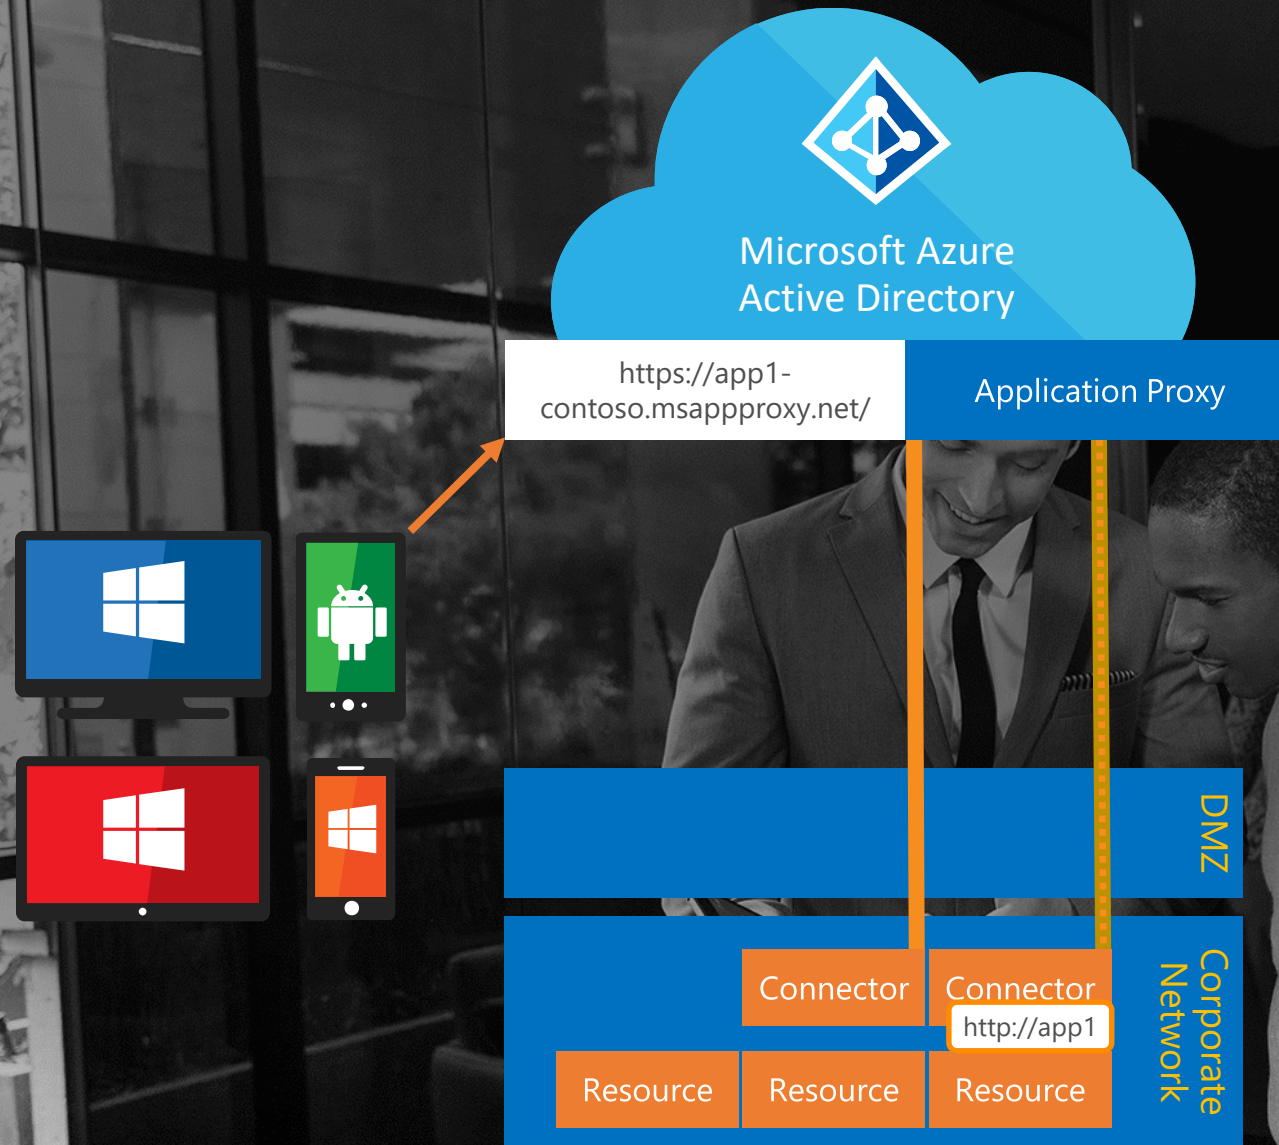 Microsoft Azure
Active Directory
https://app1-
contoso.msappproxy.net/
Application Proxy
DMZ
Corporate
Network
Connector
Connector
http://app1
Resource
Resource
Resource